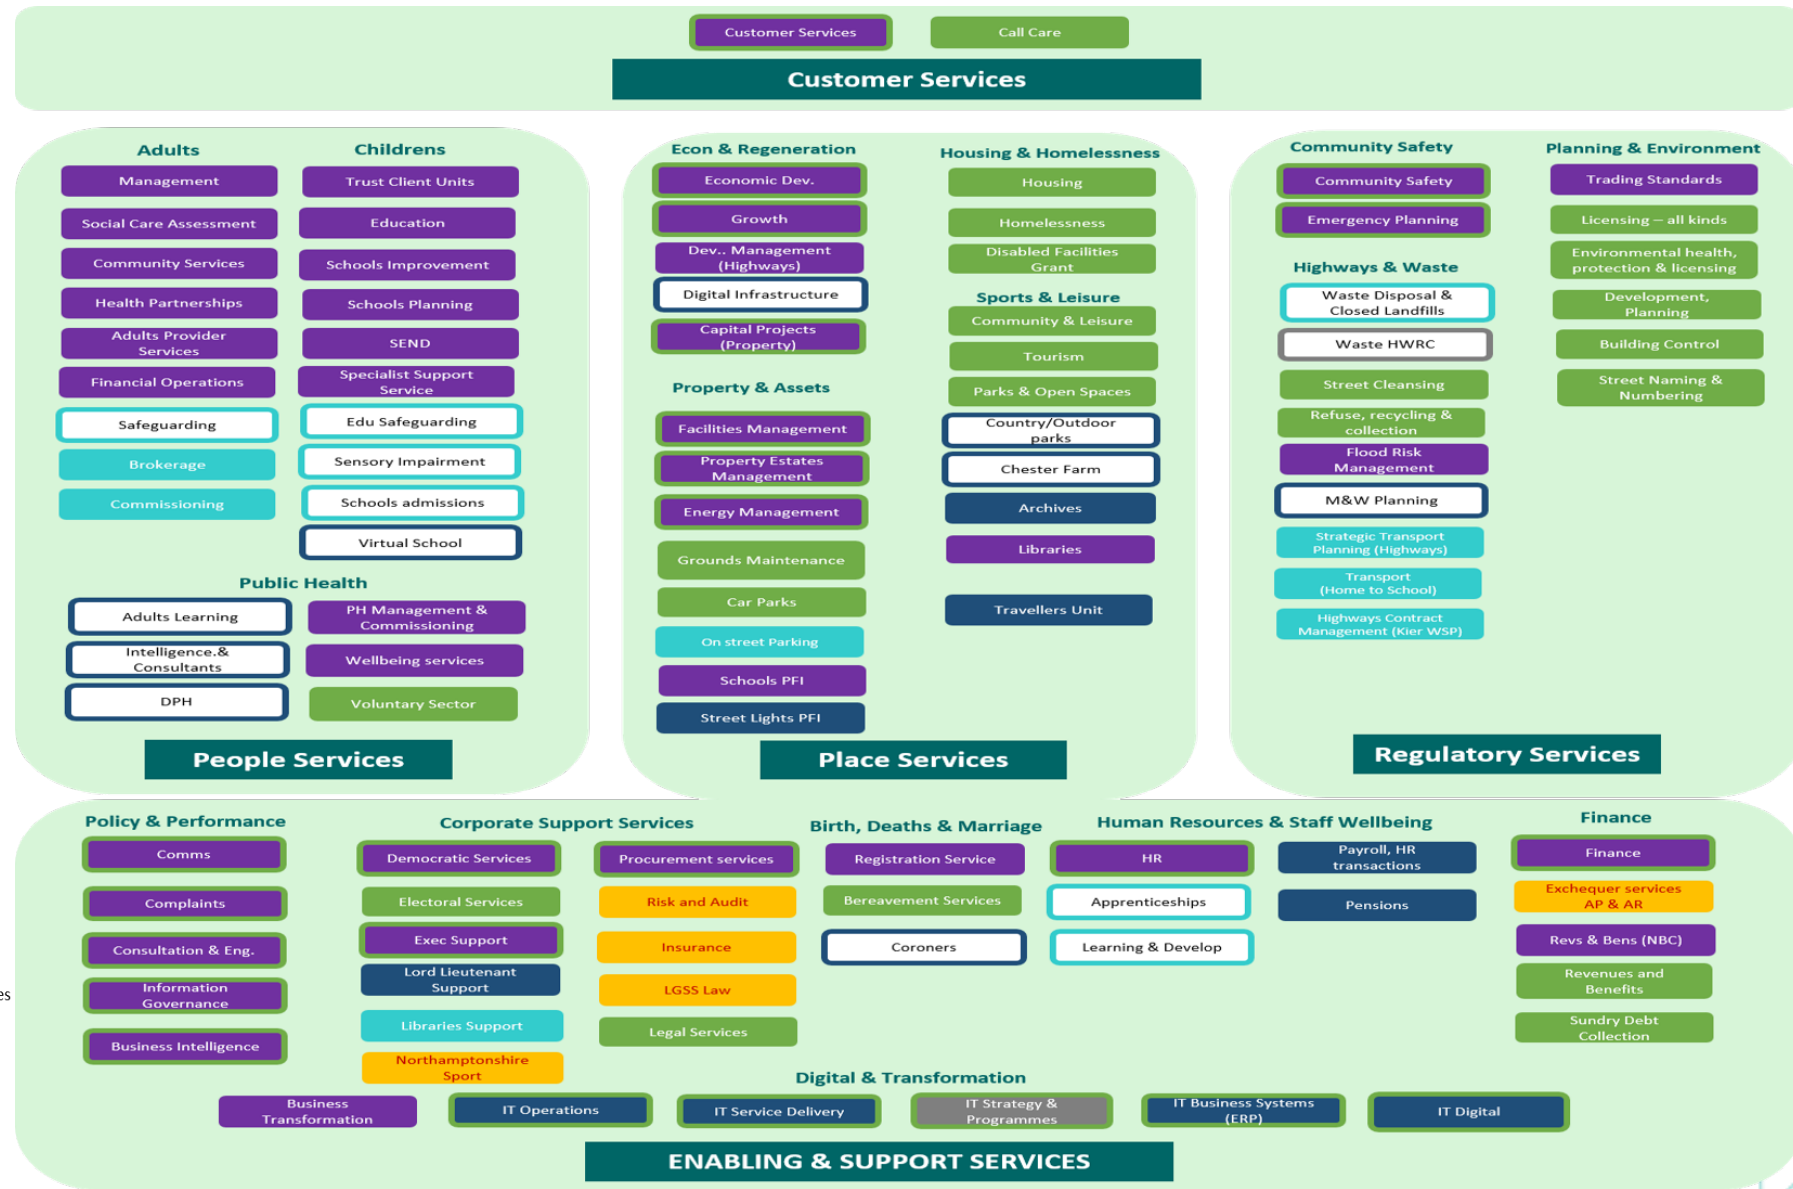 Customer Services
Call Care
Customer Services
Adults
Management
Social Care Assessment
Community Services
Health Partnerships
Adults Provider
Services
Financial Operations
Safeguarding
Brokerage
Commissioning
Childrens
Trust Client Units
Education
Schools Improvement
Schools Planning
SEND
Specialist Support
Service
Edu Safeguarding
Sensory Impairment
Schools admissions
Virtual School
Public Health
Adults Learning
Intelligence.&
Consultants
DPH
PH Management &
Commissioning
Wellbeing services
Voluntary Sector
People Services
Econ & Regeneration
Economic Dev.
Growth
Dev.. Management
(Highways)
Digital Infrastructure
Capital Projects
(Property)
Property & Assets
Facilities Management
Property Estates
Management
Energy Management
Grounds Maintenance
Car Parks
On street Parking
Schools PFI
Street Lights PFI
Housing & Homelessness
Housing
Homelessness
Disabled Facilities
Grant
Sports & Leisure
Community & Leisure
Tourism
Parks & Open Spaces
Country/Outdoor
parks
Chester Farm
Archives
Libraries
Travellers Unit
Place Services
Community Safety
Community Safety
Emergency Planning
Highways & Waste
Waste Disposal &
Closed Landfills
Waste HWRC
Street Cleansing
Refuse, recycling &
collection
Flood Risk
Management
M&W Planning
Strategic Transport
Planning (Highways)
Transport
(Home to School)
Highways Contract
Management (Kier WSP)
Planning & Environment
Trading Standards
Licensing – all kinds
Environmental health,
protection & licensing
Development,
Planning
Building Control
Street Naming &
Numbering
Regulatory Services
Policy & Performance
Comms
Complaints
Consultation & Eng.
Information
Governance
Business Intelligence
es
Corporate Support Services
Democratic Services
Electoral Services
Exec Support
Lord Lieutenant
Support
Libraries Support
Northamptonshire
Sport
Procurement services
Risk and Audit
Insurance
LGSS Law
Legal Services
Birth, Deaths & Marriage
Registration Service
Bereavement Services
Coroners
Human Resources & Staff Wellbeing
HR
Apprenticeships
Learning & Develop
Payroll, HR
transactions
Pensions
Finance
Finance
Exchequer services
AP & AR
Revs & Bens (NBC)
Revenues and
Benefits
Sundry Debt
Collection
Digital & Transformation
Business
Transformation
IT Operations
IT Service Delivery
IT Strategy &
Programmes
IT Business Systems
(ERP)
IT Digital
ENABLING & SUPPORT SERVICES